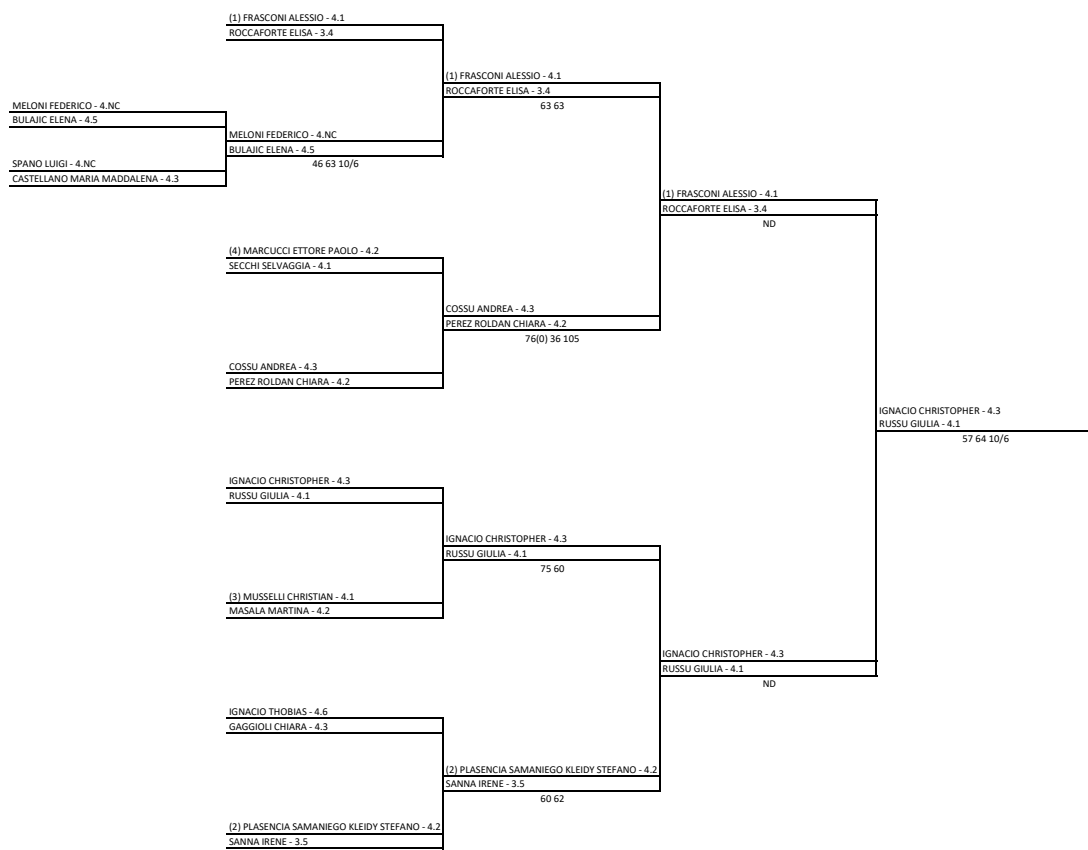 (1) FRASCONI ALESSIO - 4.1
ROCCAFORTE ELISA - 3.4
(1) FRASCONI ALESSIO - 4.1
ROCCAFORTE ELISA - 3.4
63 63
MELONI FEDERICO - 4.NC
BULAJIC ELENA - 4.5
MELONI FEDERICO - 4.NC
BULAJIC ELENA - 4.5
46 63 10/6
SPANO LUIGI - 4.NC
CASTELLANO MARIA MADDALENA - 4.3
(1) FRASCONI ALESSIO - 4.1
ROCCAFORTE ELISA - 3.4
ND
(4) MARCUCCI ETTORE PAOLO - 4.2
SECCHI SELVAGGIA - 4.1
COSSU ANDREA - 4.3
PEREZ ROLDAN CHIARA - 4.2
76(0) 36 105
COSSU ANDREA - 4.3
PEREZ ROLDAN CHIARA - 4.2
IGNACIO CHRISTOPHER - 4.3
RUSSU GIULIA - 4.1
57 64 10/6
IGNACIO CHRISTOPHER - 4.3
RUSSU GIULIA - 4.1
IGNACIO CHRISTOPHER - 4.3
RUSSU GIULIA - 4.1
75 60
(3) MUSSELLI CHRISTIAN - 4.1
MASALA MARTINA - 4.2
IGNACIO CHRISTOPHER - 4.3
RUSSU GIULIA - 4.1
ND
IGNACIO THOBIAS - 4.6
GAGGIOLI CHIARA - 4.3
(2) PLASENCIA SAMANIEGO KLEIDY STEFANO - 4.2
SANNA IRENE - 3.5
60 62
(2) PLASENCIA SAMANIEGO KLEIDY STEFANO - 4.2
SANNA IRENE - 3.5